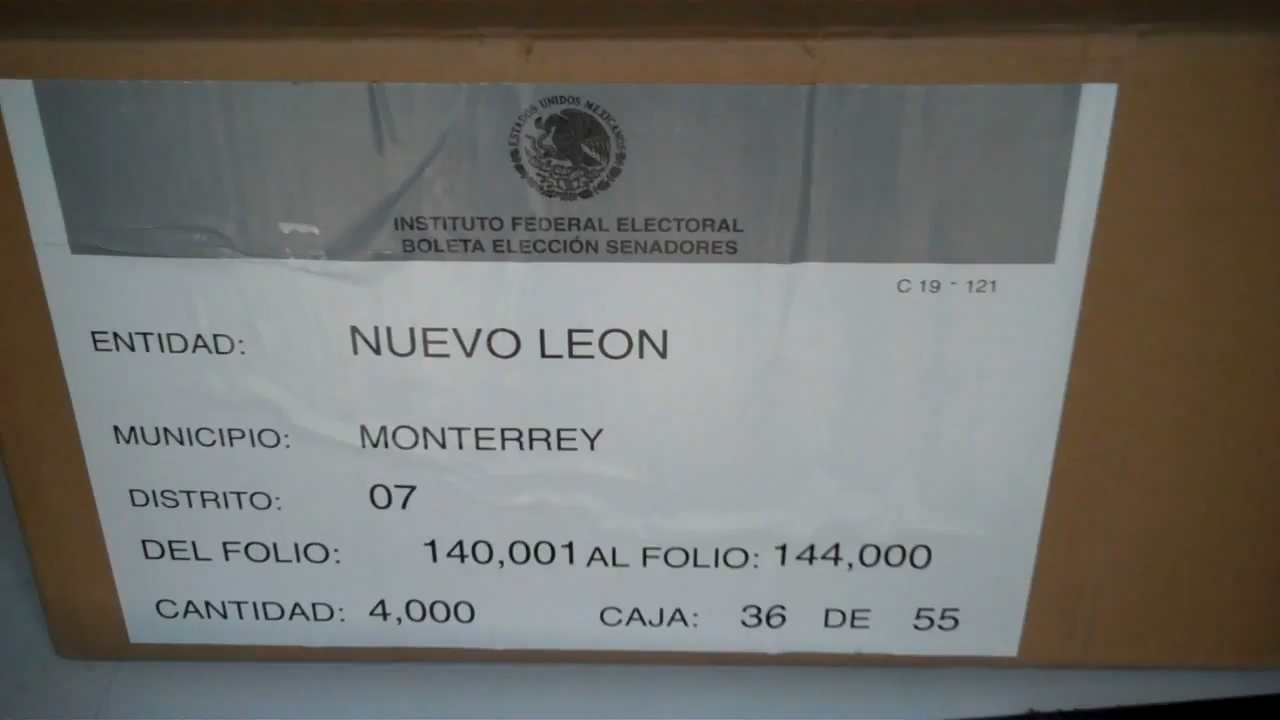 ESTADOS UNIDOS MEXICANOS
INSTITUTO FEDERAL ELECTORAL
BOLETA ELECCIÓN SENADORES
C 19 - 121
ENTIDAD: NUEVO LEON
MUNICIPIO: MONTERREY
DISTRITO: 07
DEL FOLIO: 140,001 AL FOLIO: 144,000
CANTIDAD: 4,000 CAJA: 36 DE 55